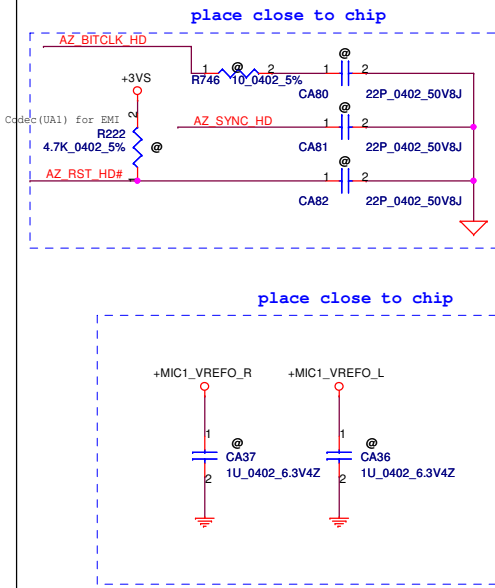 place close to chip
AZ_BITCLK_HD
@
1 2
R746 10_0402_5%
@
1 2
CA80 22P_0402_50V8J
+3VS
Codec(UA1) for EMI
2
R222
4.7K_0402_5% @
1
AZ_SYNC_HD
@
1 2
CA81 22P_0402_50V8J
AZ_RST_HD#
@
1 2
CA82 22P_0402_50V8J
place close to chip
+MIC1_VREFO_R +MIC1_VREFO_L
1 @ 1 @
CA37 CA36
1U_0402_6.3V4Z 1U_0402_6.3V4Z
2 2